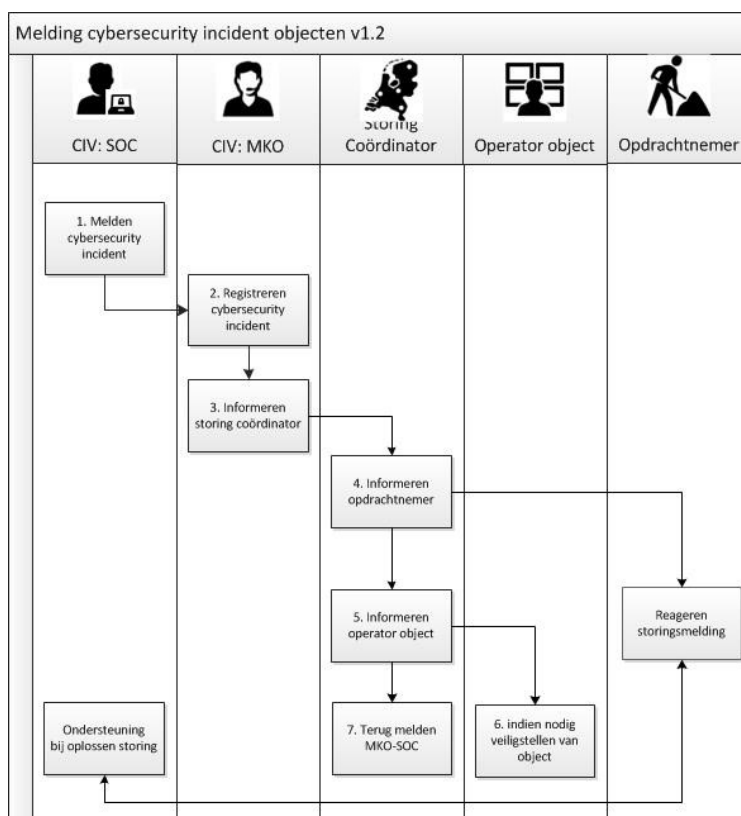 Melding cybersecurity incident objecten v1.2
CIV: SOC
CIV: MKO
Storing
Coördinator
Operator object
Opdrachtnemer
1. Melden
cybersecurity
incident
2. Registreren
cybersecurity
incident
3. Informeren
storing coördinator
4. Informeren
opdrachtnemer
5. Informeren
operator object
Reageren
storingsmelding
Ondersteuning
bij oplossen storing
7. Terug melden
MKO-SOC
6. indien nodig
veiligstellen van
object